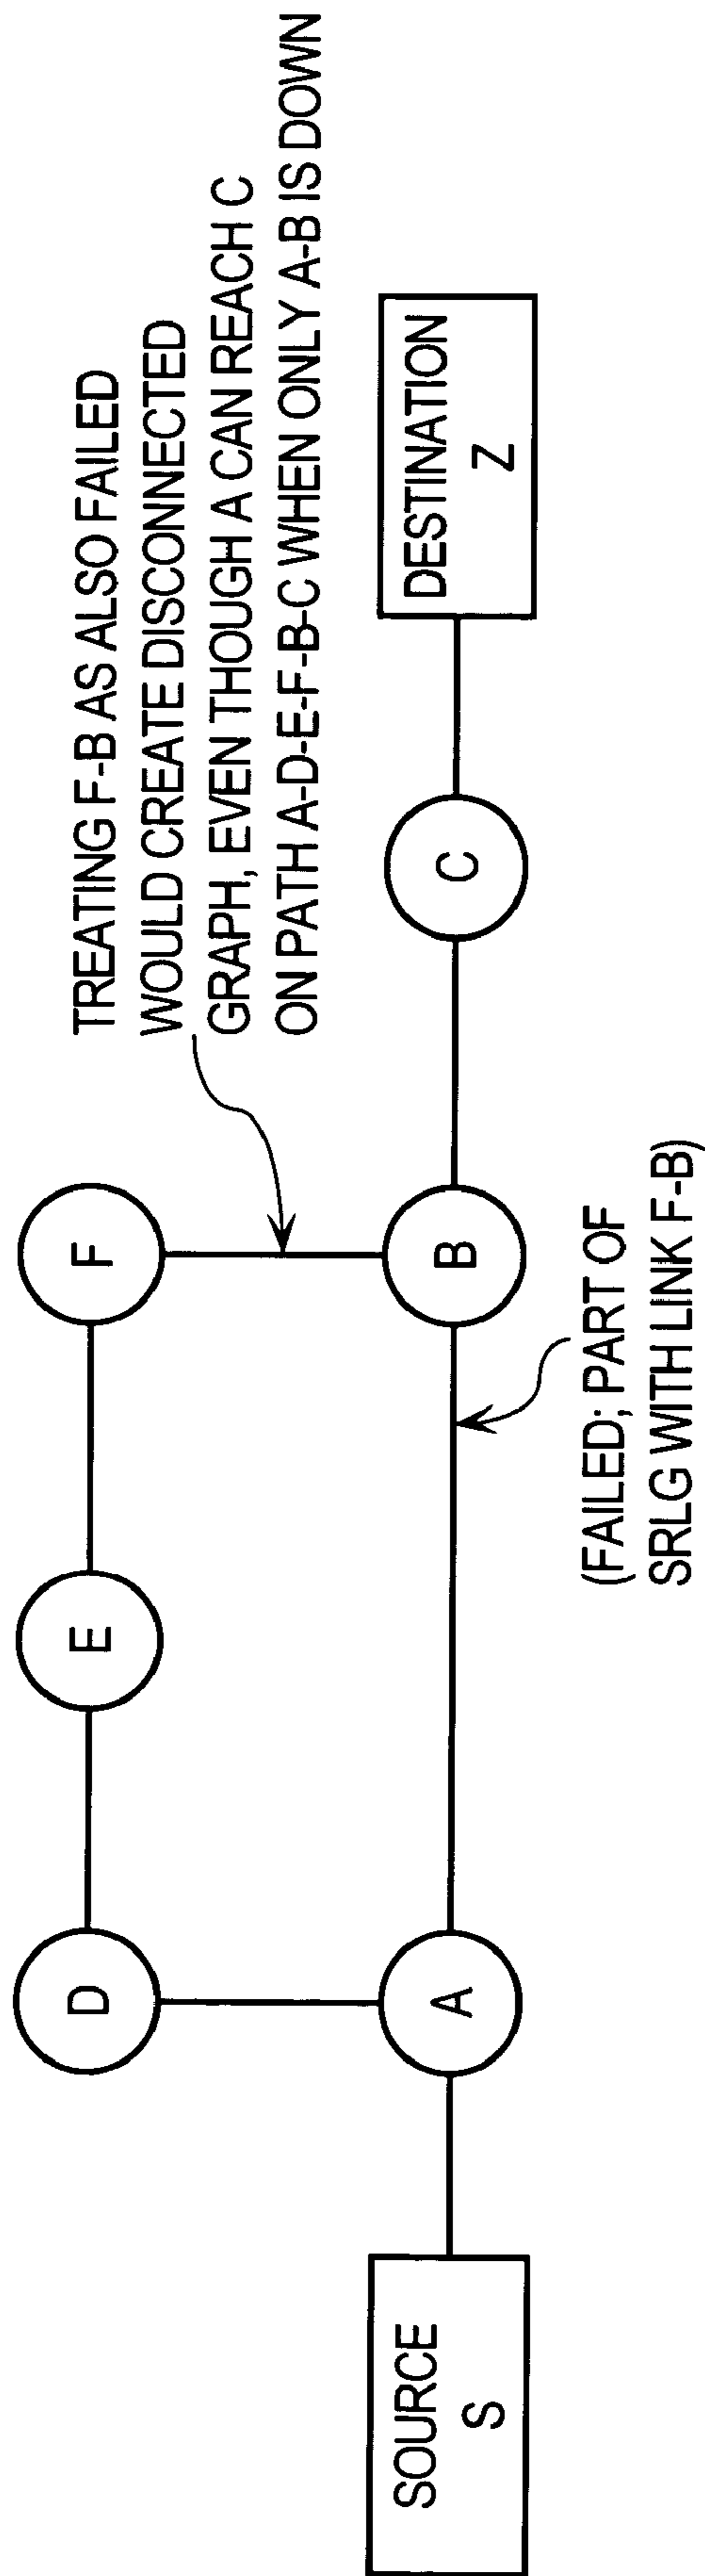 TREATING F-B AS ALSO FAILED
WOULD CREATE DISCONNECTED
GRAPH, EVEN THOUGH A CAN REACH C
ON PATH A-D-E-F-B-C WHEN ONLY A-B IS DOWN
D
E
F
SOURCE
S
A
B
C
DESTINATION
Z
(FAILED; PART OF
SRLG WITH LINK F-B)